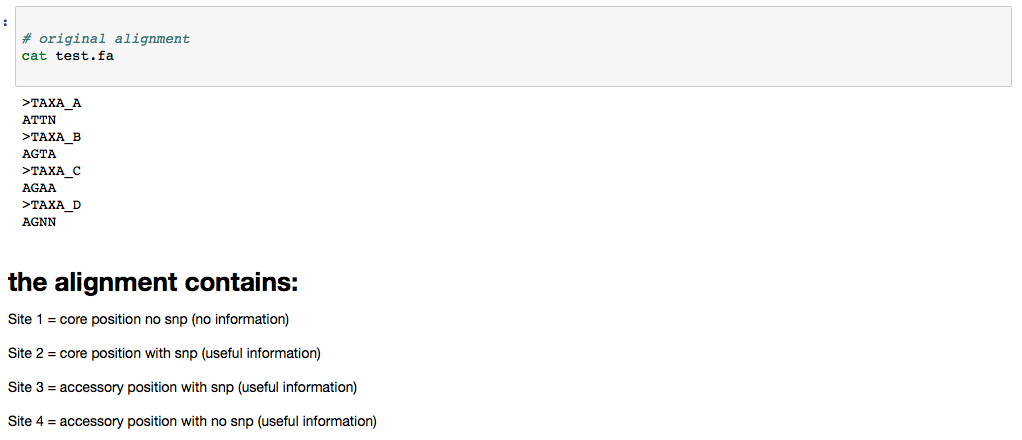 :
# original alignment
cat test.fa
>TAXA_A
ATTN
>TAXA_B
AGTA
>TAXA_C
AGAA
>TAXA_D
AGNN
the alignment contains:
Site 1 = core position no snp (no information)
Site 2 = core position with snp (useful information)
Site 3 = accessory position with snp (useful information)
Site 4 = accessory position with no snp (useful information)